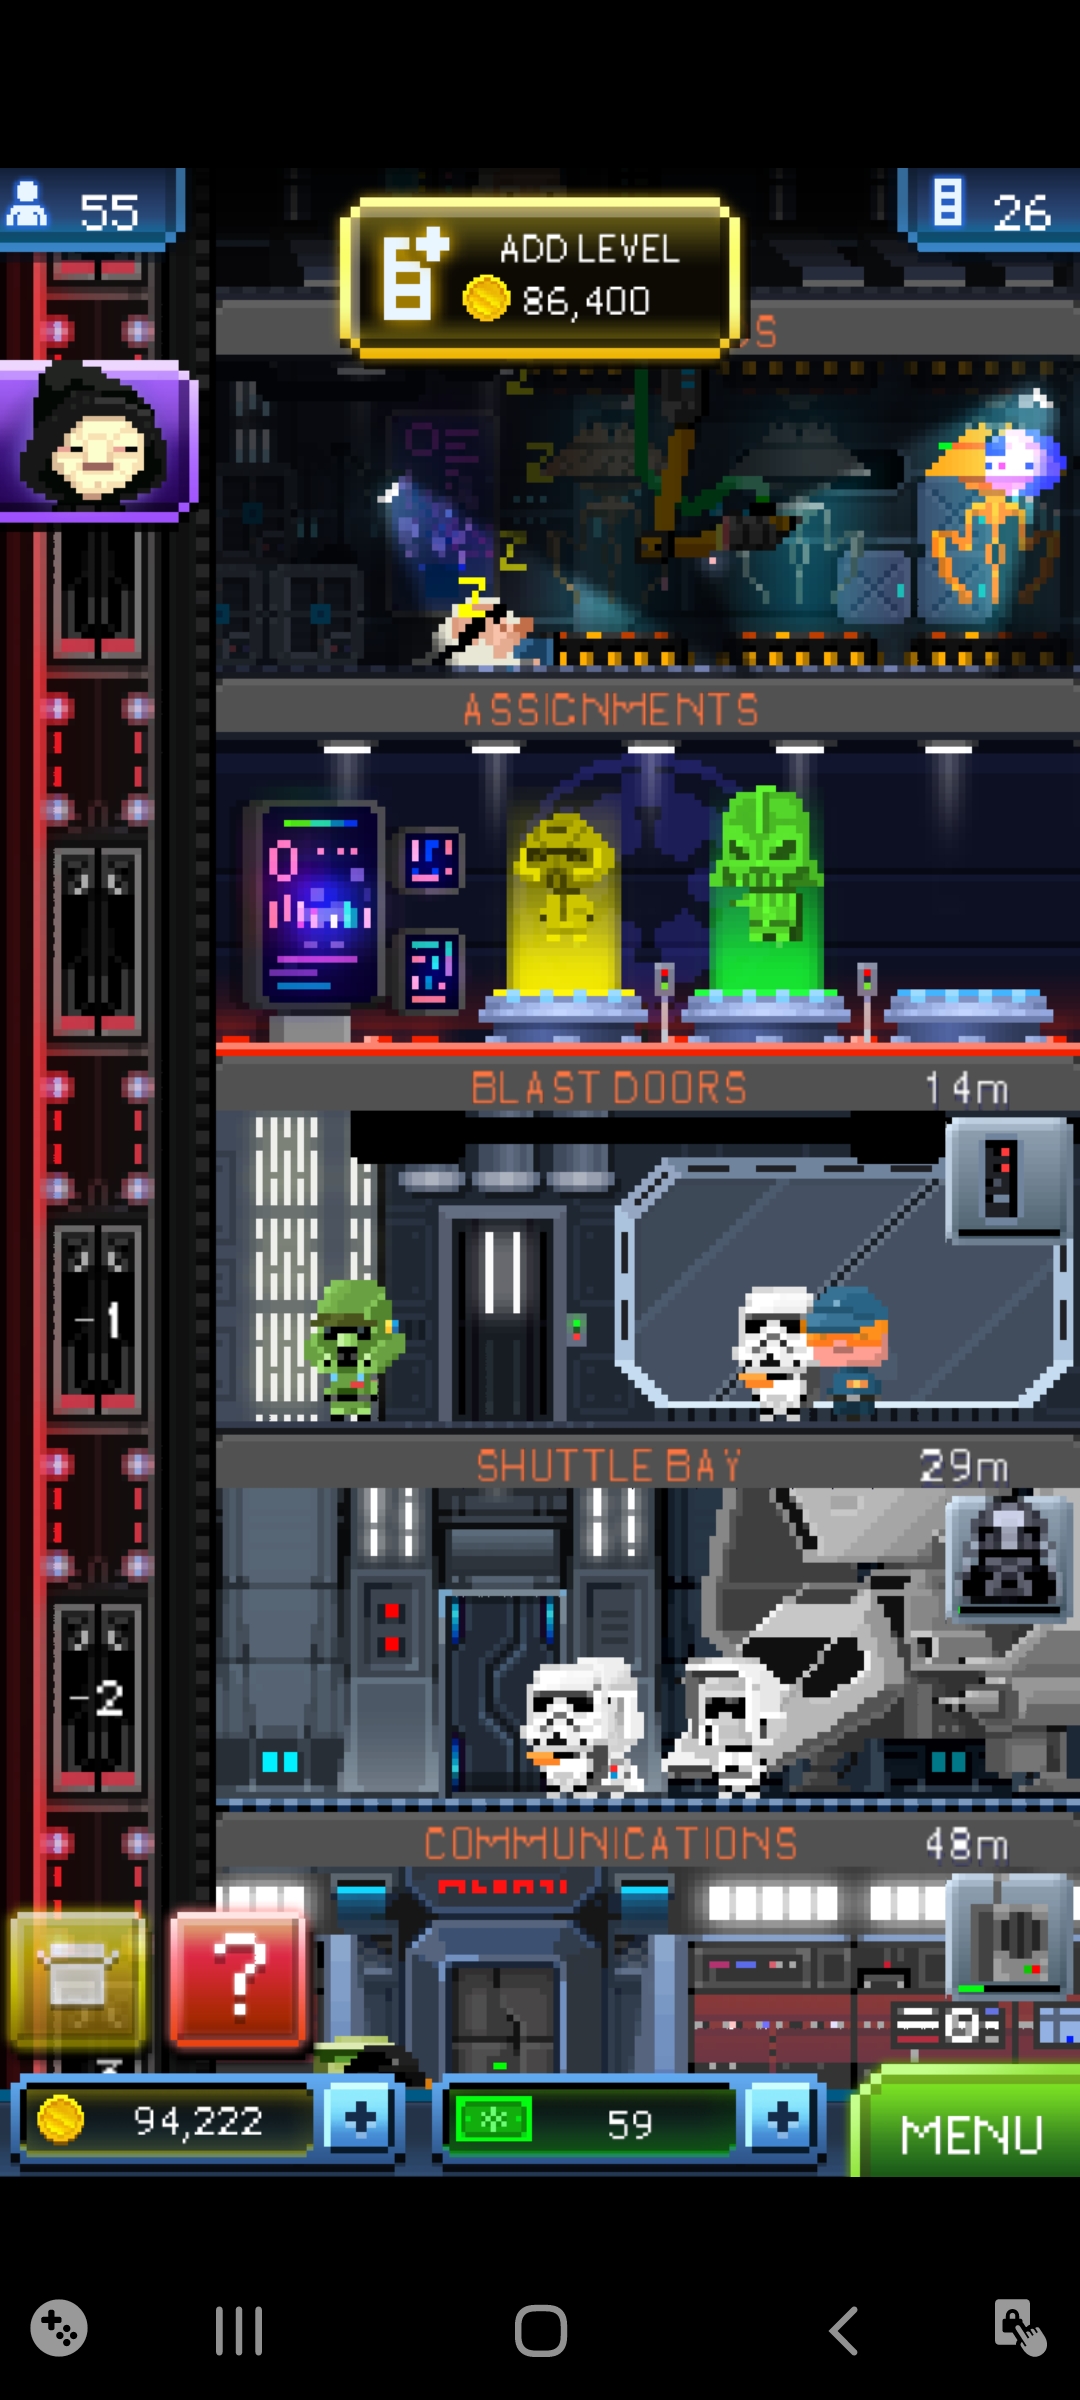 55
26
ADD LEVEL
86,400
S
Z
Z
Z
Z
ASSIGNMENTS
BLAST DOORS 14m
-1
SHUTTLE BAY 29m
-2
COMMUNICATIONS 48m
?
94,222 +
59 +
MENU